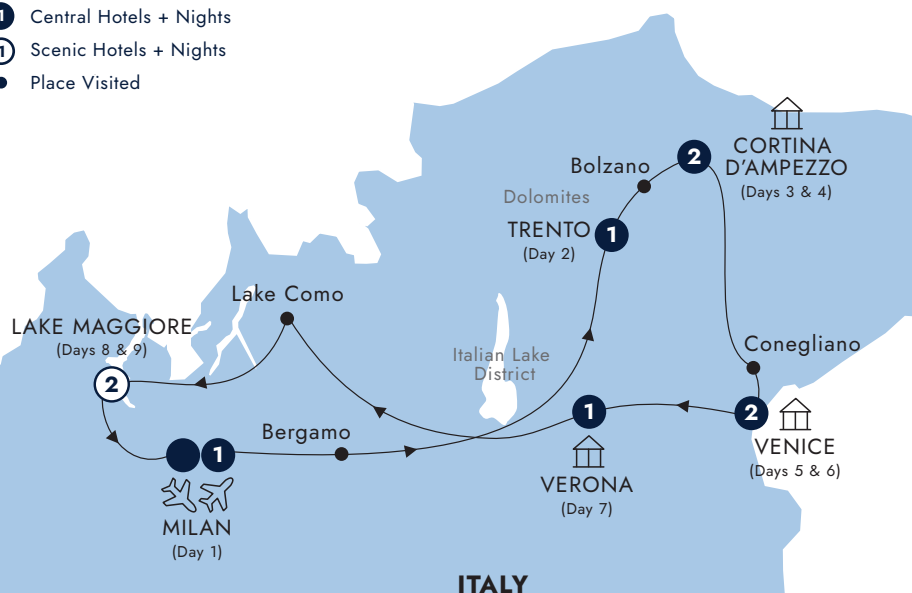 1 Central Hotels + Nights
1 Scenic Hotels + Nights
Place Visited
CORTINA
D'AMPEZZO
(Days 3 & 4)
2
Bolzano
Dolomites
TRENTO
(Day 2)
1
Lake Como
LAKE MAGGIORE
(Days 8 & 9)
2
Italian Lake
District
Conegliano
1
2
VENICE
(Days 5 & 6)
Bergamo
1
VERONA
(Day 7)
MILAN
(Day 1)
ITALY